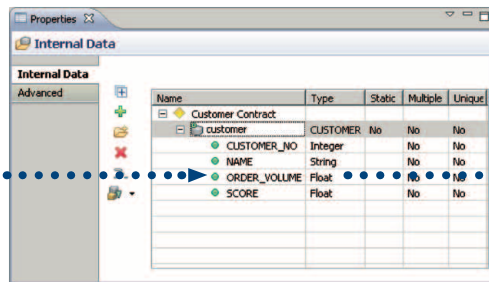 Properties
Internal Data
Internal Data
Advanced
Name Type Static Multiple Unique
Customer Contract
customer CUSTOMER No No No
CUSTOMER_NO Integer No No
NAME String No No
ORDER_VOLUME Float No No
SCORE Float No No